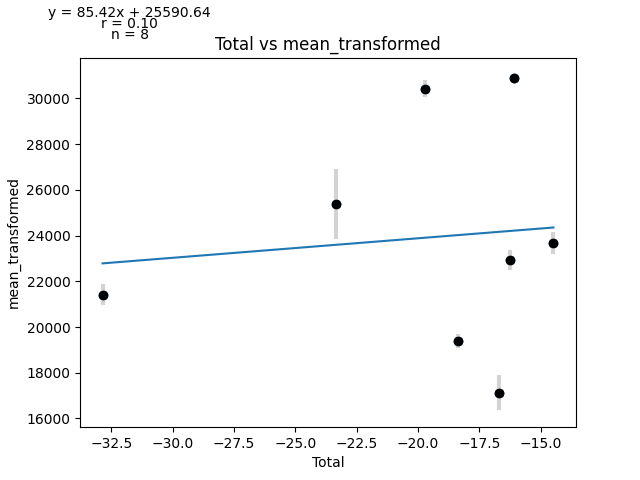 y = 85.42x + 25590.64
r = 0.10
n = 8
Total vs mean_transformed
30000
28000
26000
24000
22000
20000
18000
16000
mean_transformed
−32.5 −30.0 −27.5 −25.0 −22.5 −20.0 −17.5 −15.0
Total